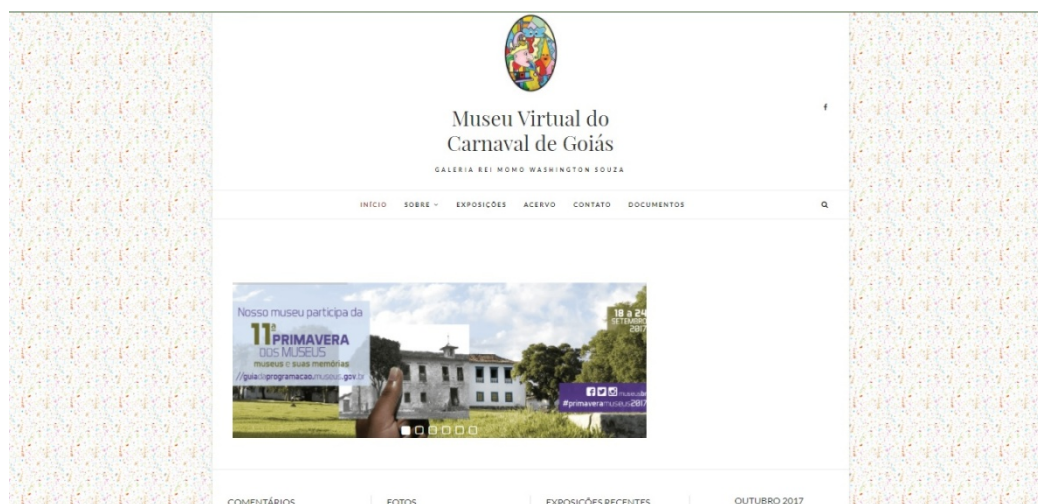 Museu Virtual do
Carnaval de Goiás
GALERIA REI MOMO WASHINGTON SOUZA
f
INÍCIO SOBRE EXPOSIÇÕES ACERVO CONTATO DOCUMENTOS
Nosso museu participa da
11ª PRIMAVERA
DOS MUSEUS
museus e suas memórias
//guiadaprogramacao.museus.gov.br
18 a 24
SETEMBRO
2017
#primaveramuseus2017
COMENTÁRIOS FOTOS EXPOSIÇÕES RECENTES OUTUBRO 2017